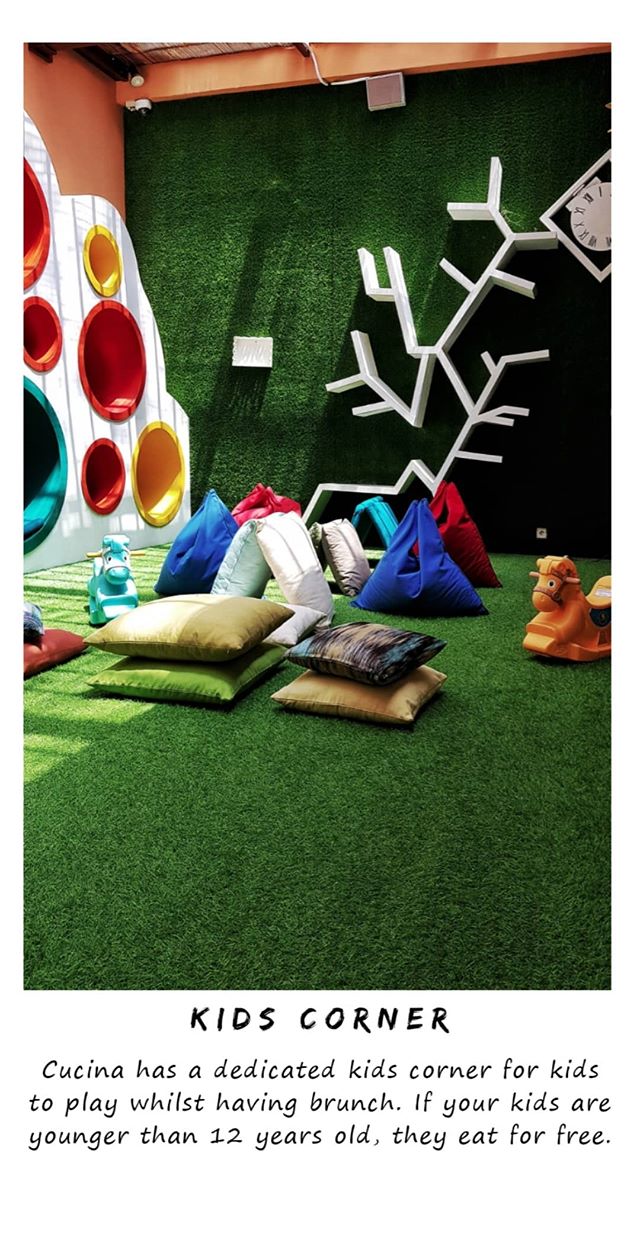 KIDS CORNER
Cucina has a dedicated kids corner for kids
to play whilst having brunch. If your kids are
younger than 12 years old, they eat for free.